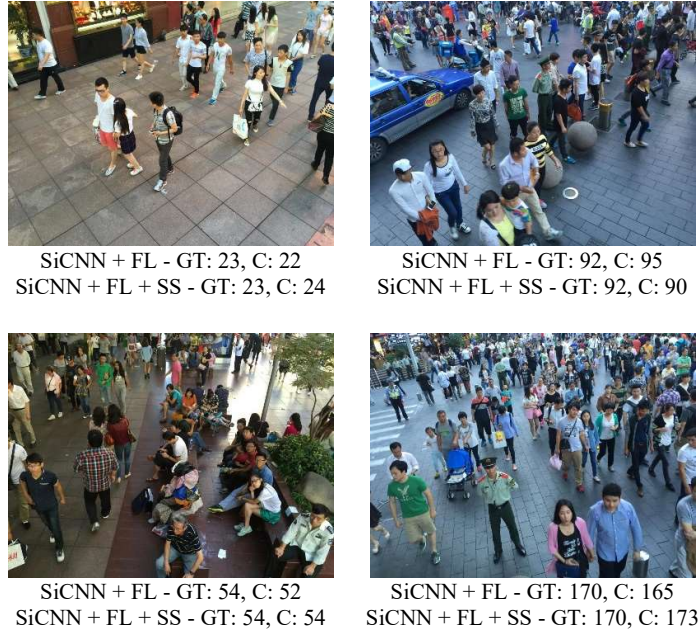 SiCNN + FL - GT: 23, C: 22
SiCNN + FL + SS - GT: 23, C: 24
SiCNN + FL - GT: 92, C: 95
SiCNN + FL + SS - GT: 92, C: 90
SiCNN + FL - GT: 54, C: 52
SiCNN + FL + SS - GT: 54, C: 54
SiCNN + FL - GT: 170, C: 165
SiCNN + FL + SS - GT: 170, C: 173